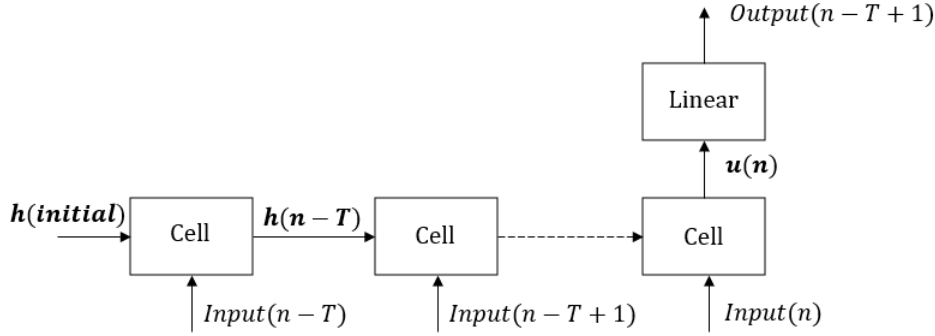 Output(n − T + 1)
Linear
u(n)
h(initial)
Cell
h(n − T)
Cell
Cell
Input(n − T)
Input(n − T + 1)
Input(n)